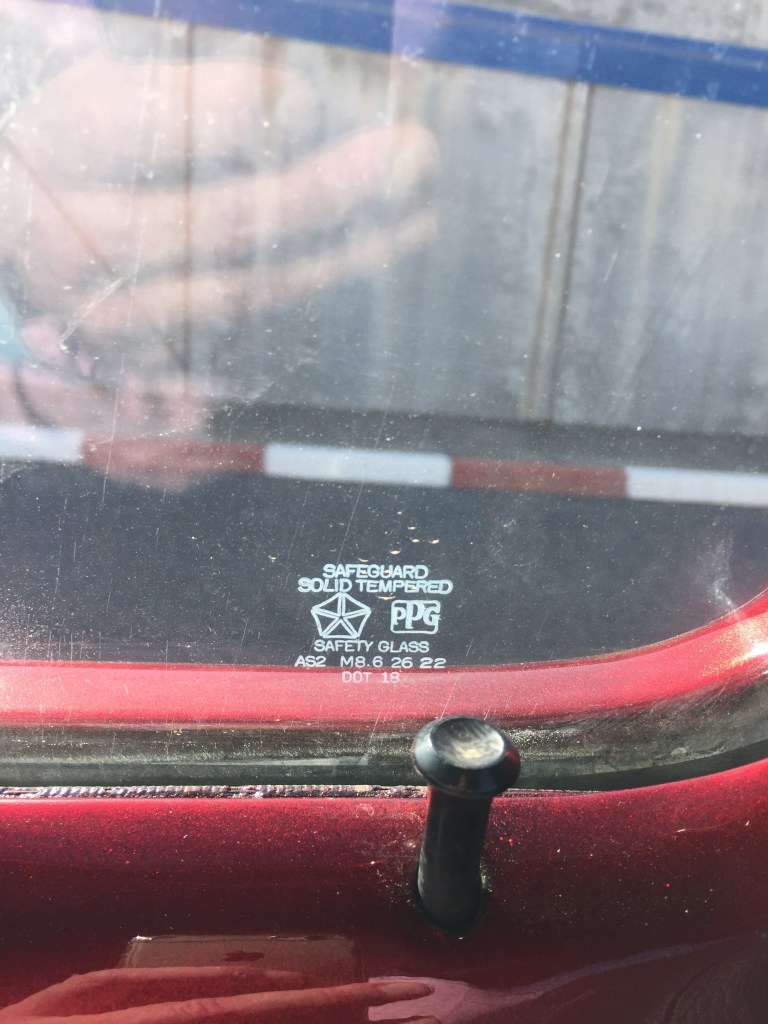 SAFEGUARD
SOLID TEMPERED
PPG
SAFETY GLASS
AS2 M8.6 26 22
DOT 18